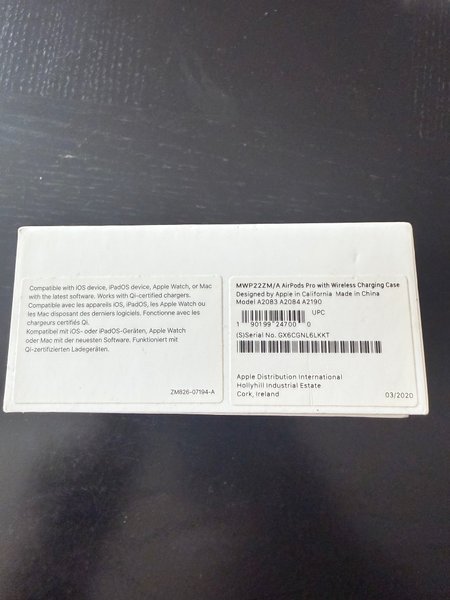 Compatible with iOS device, iPadOS device, Apple Watch, or Mac
with the latest software. Works with Qi-certified chargers.
Compatible avec les appareils iOS, iPadOS, les Apple Watch ou
les Mac disposant des derniers logiciels. Fonctionne avec les
chargeurs certifiés Qi.
Kompatibel mit iOS- oder iPadOS-Geräten, Apple Watch
oder Mac mit der neuesten Software. Funktioniert mit
Qi-zertifizierten Ladegeräten.
ZM826-07194-A
MWP22ZM/A AirPods Pro with Wireless Charging Case
Designed by Apple in California Made in China
Model A2083 A2084 A2190
UPC
1 90199 24700 0
(S)Serial No. GX6CGNL6LKKT
Apple Distribution International
Hollyhill Industrial Estate
Cork, Ireland
03/2020